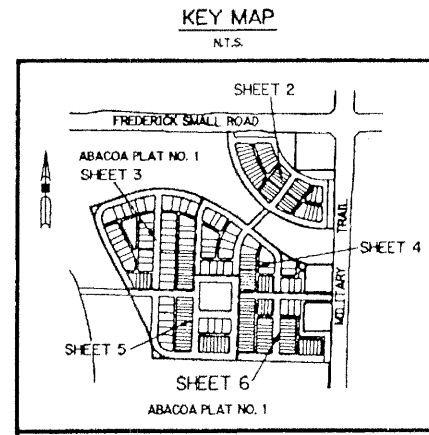 KEY MAP
N.T.S.
SHEET 2
FREDERICK SMALL ROAD
ABACOA PLAT NO. 1
SHEET 3
MILITARY TRAIL
SHEET 4
SHEET 5
SHEET 6
ABACOA PLAT NO. 1